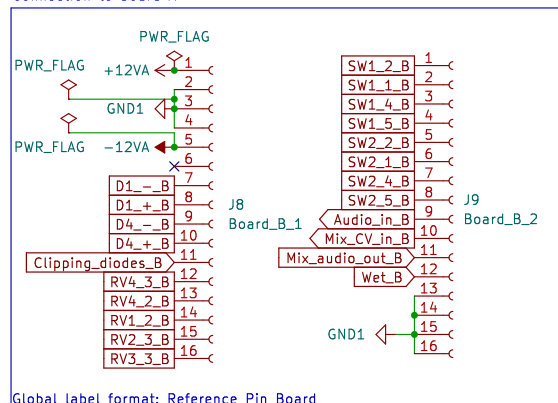 PWR_FLAG
PWR_FLAG
+12VA
1
2
GND1
3
4
PWR_FLAG
-12VA
5
6
D1_-_B
7
D1_+_B
8
J8
D4_-_B
9
Board_B_1
D4_+_B
10
Clipping_diodes_B
11
RV4_3_B
12
RV4_2_B
13
RV1_2_B
14
RV2_3_B
15
RV3_3_B
16
SW1_2_B
1
SW1_1_B
2
SW1_4_B
3
SW1_5_B
4
SW2_2_B
5
SW2_1_B
6
SW2_4_B
7
SW2_5_B
8
J9
Audio_in_B
9
Board_B_2
Mix_CV_in_B
10
Mix_audio_out_B
11
Wet_B
12
13
14
GND1
15
16
Global label format: Reference Pin Board